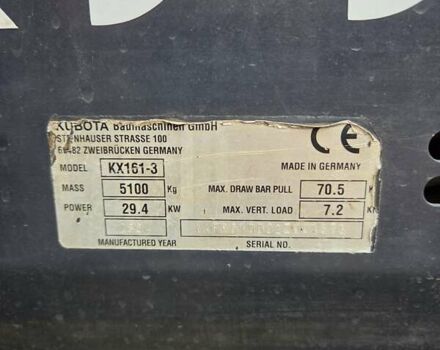 KUBOTA Baumaschinen GmbH
STEINHAUSER STRASSE 100
66482 ZWEIBRÜCKEN GERMANY
CE
MODEL KX161-3 MADE IN GERMANY
MASS 5100 Kg MAX. DRAW BAR PULL 70.5
POWER 29.4 KW MAX. VERT. LOAD 7.2
MANUFACTURED YEAR SERIAL NO.